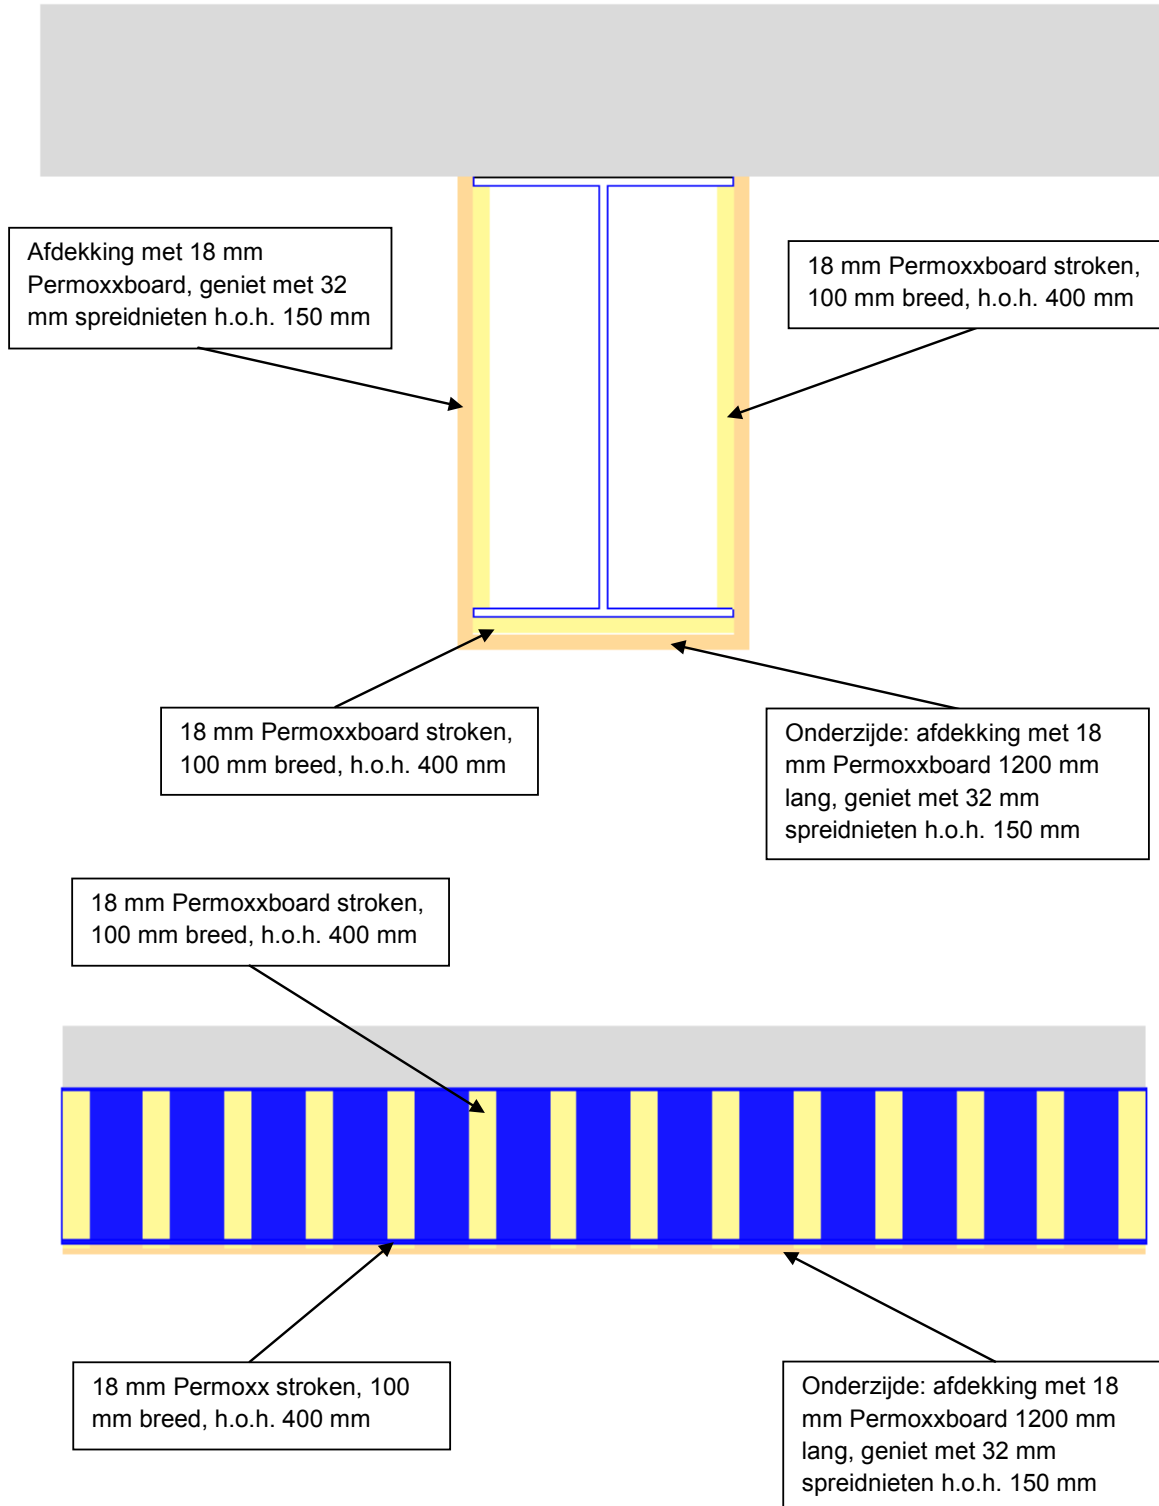 Afdekking met 18 mm
Permoxxboard, geniet met 32
mm spreidnieten h.o.h. 150 mm
18 mm Permoxxboard stroken,
100 mm breed, h.o.h. 400 mm
18 mm Permoxxboard stroken,
100 mm breed, h.o.h. 400 mm
Onderzijde: afdekking met 18
mm Permoxxboard 1200 mm
lang, geniet met 32 mm
spreidnieten h.o.h. 150 mm
18 mm Permoxxboard stroken,
100 mm breed, h.o.h. 400 mm
18 mm Permoxx stroken, 100
mm breed, h.o.h. 400 mm
Onderzijde: afdekking met 18
mm Permoxxboard 1200 mm
lang, geniet met 32 mm
spreidnieten h.o.h. 150 mm